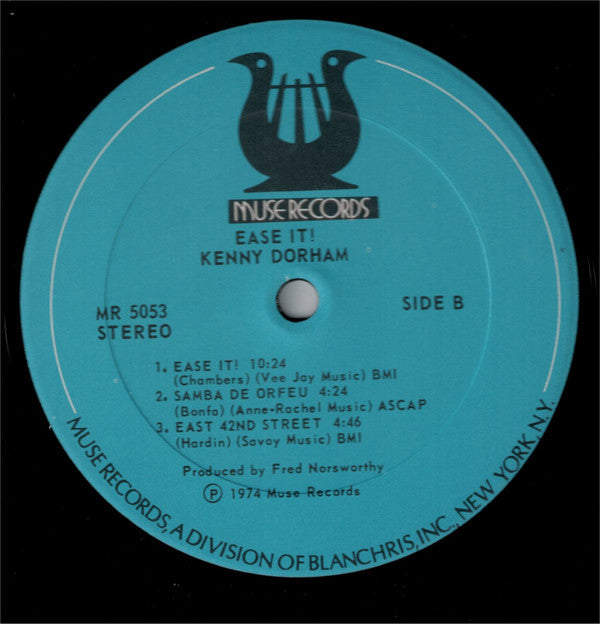 MUSE RECORDS
EASE IT!
KENNY DORHAM
MR 5053
STEREO
SIDE B
1. EASE IT! 10:24
(Chambers) (Vee Jay Music) BMI
2. SAMBA DE ORFEU 4:24
(Bonfa) (Anne-Rachel Music) ASCAP
3. EAST 42ND STREET 4:46
(Hardin) (Savoy Music) BMI
Produced by Fred Norsworthy
℗ 1974 Muse Records
MUSE RECORDS, A DIVISION OF BLANCHRIS, INC., NEW YORK, N.Y.